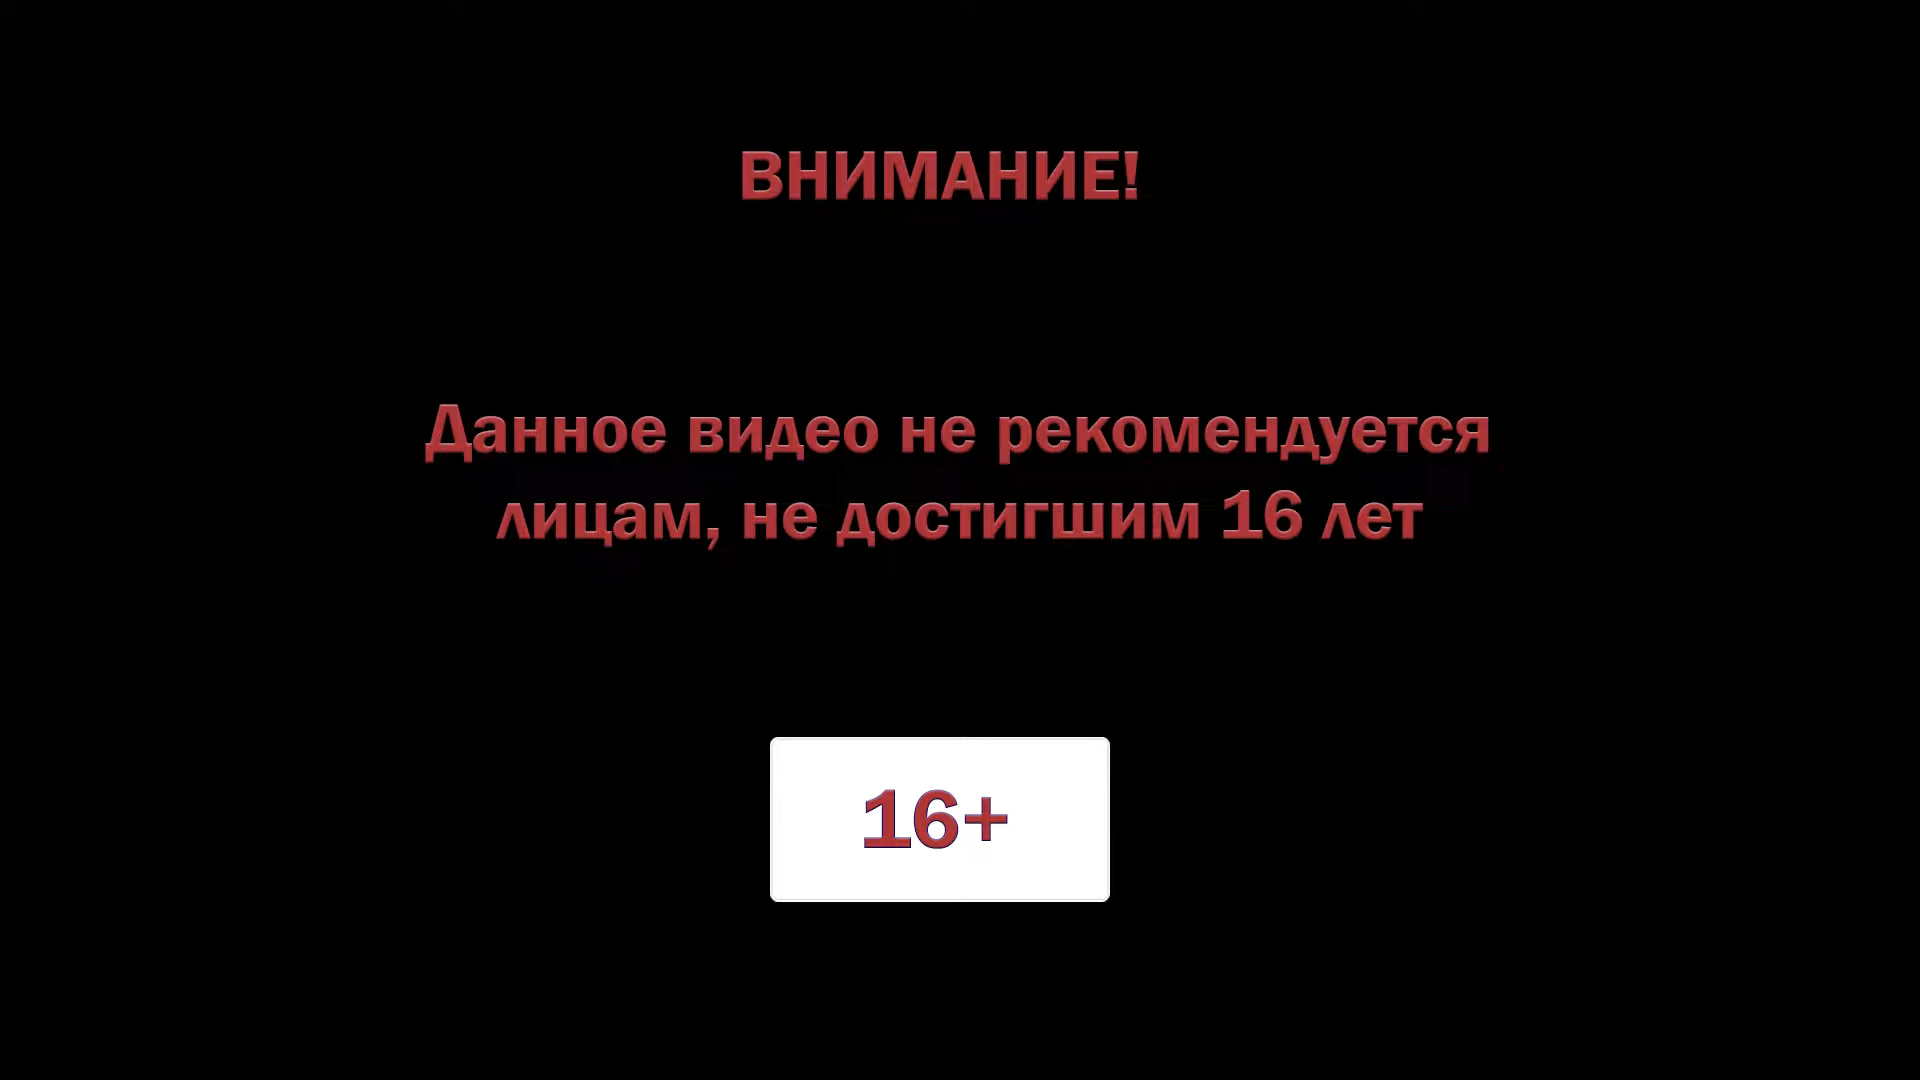 ВНИМАНИЕ!
Данное видео не рекомендуется
лицам, не достигшим 16 лет
16+